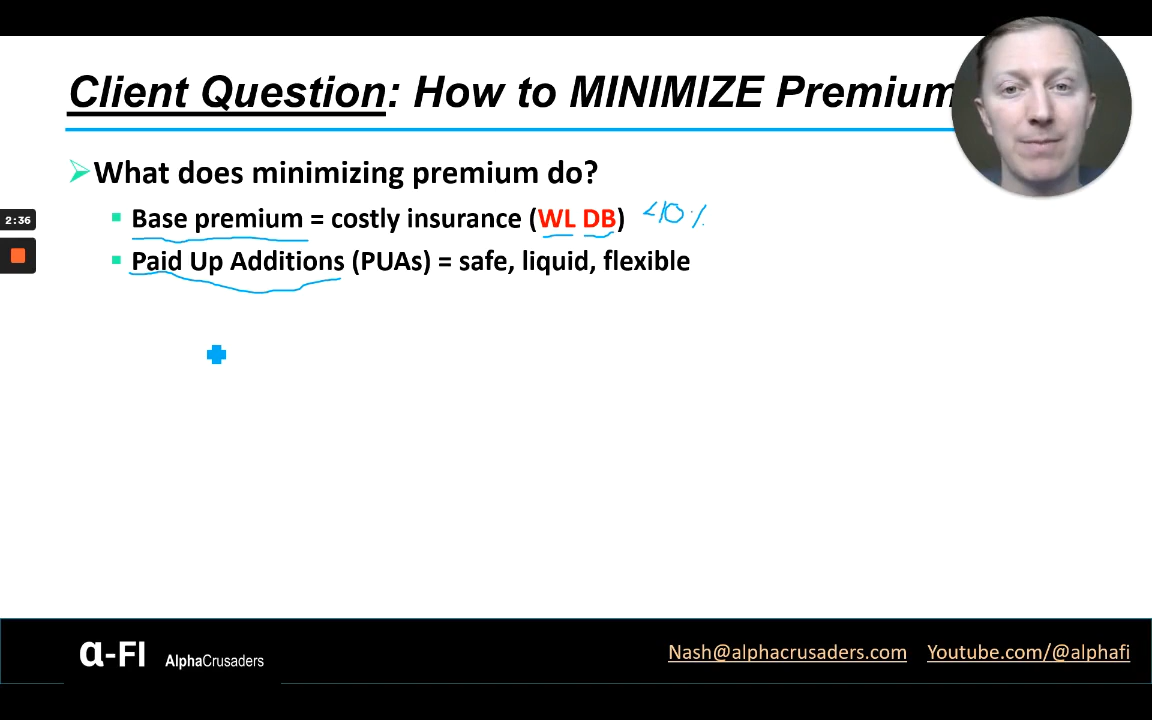 Client Question: How to MINIMIZE Premium
What does minimizing premium do?
Base premium = costly insurance (WL DB) <10%
Paid Up Additions (PUAs) = safe, liquid, flexible
2:36
α-FI AlphaCrusaders
Nash@alphacrusaders.com Youtube.com/@alphafi